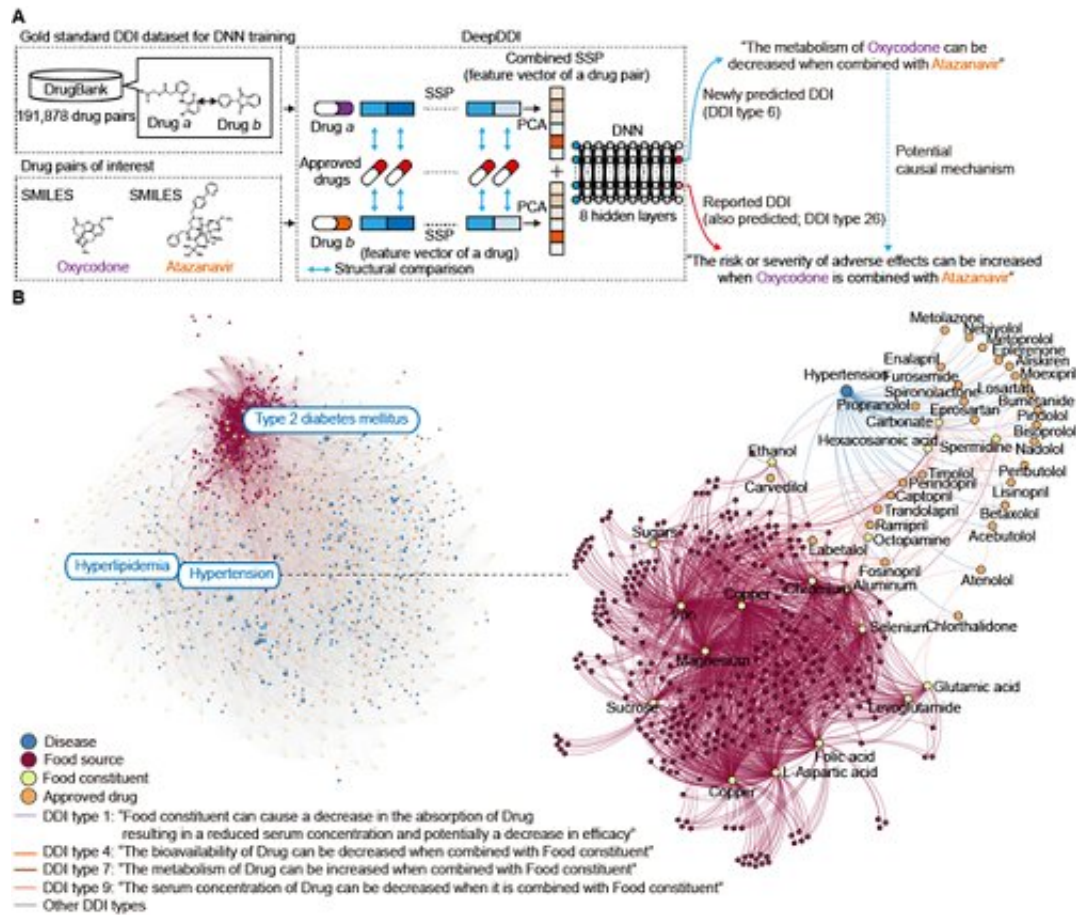 A
Gold standard DDI dataset for DNN training
DrugBank
191,878 drug pairs
Drug a
Drug b
Drug pairs of interest
SMILES
SMILES
Oxycodone
Atazanavir
DeepDDI
Combined SSP
(feature vector of a drug pair)
SSP
Drug a
PCA
DNN
Approved
drugs
+
PCA
8 hidden layers
Drug b
SSP
(feature vector of a drug)
Structural comparison
"The metabolism of Oxycodone can be
decreased when combined with Atazanavir"
Newly predicted DDI
(DDI type 6)
Potential
causal mechanism
Reported DDI
(also predicted; DDI type 26)
"The risk or severity of adverse effects can be increased
when Oxycodone is combined with Atazanavir"
B
Type 2 diabetes mellitus
Hyperlipidemia
Hypertension
Metolazone
Nebivolol
Metoprolol
Eplerenone
Aliskiren
Enalapril
Moexipril
Hypertension
Furosemide
Spironolactone
Losartan
Bumetanide
Propranolol
Eprosartan
Pindolol
Carbonate
Bisoprolol
Hexacosanoic acid
Spermidine
Nadolol
Ethanol
Timolol
Penbutolol
Carvedilol
Perindopril
Lisinopril
Captopril
Trandolapril
Betaxolol
Ramipril
Acebutolol
Sugars
Octopamine
Labetalol
Fosinopril
Atenolol
Chromium
Aluminum
Copper
Iron
Selenium
Chlorthalidone
Magnesium
Glutamic acid
Levoglutamide
Sucrose
Folic acid
L-Aspartic acid
Copper
Disease
Food source
Food constituent
Approved drug
DDI type 1: "Food constituent can cause a decrease in the absorption of Drug
resulting in a reduced serum concentration and potentially a decrease in efficacy"
DDI type 4: "The bioavailability of Drug can be decreased when combined with Food constituent"
DDI type 7: "The metabolism of Drug can be increased when combined with Food constituent"
DDI type 9: "The serum concentration of Drug can be decreased when it is combined with Food constituent"
Other DDI types